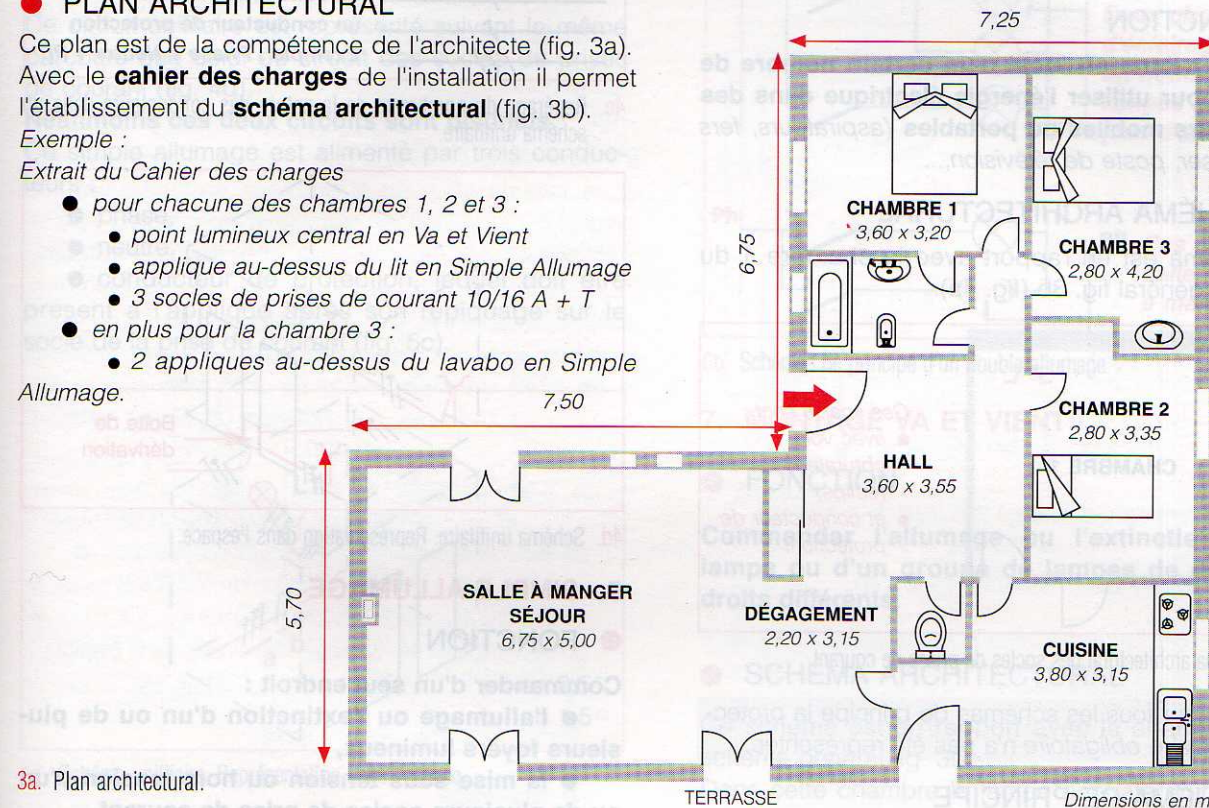 PLAN ARCHITECTURAL
Ce plan est de la compétence de l'architecte (fig. 3a).
Avec le cahier des charges de l'installation il permet
l'établissement du schéma architectural (fig. 3b).
Exemple :
Extrait du Cahier des charges
● pour chacune des chambres 1, 2 et 3 :
● point lumineux central en Va et Vient
● applique au-dessus du lit en Simple Allumage
● 3 socles de prises de courant 10/16 A + T
● en plus pour la chambre 3 :
● 2 appliques au-dessus du lavabo en Simple
Allumage.
7,25
6,75
7,50
5,70
CHAMBRE 1
3,60 x 3,20
CHAMBRE 3
2,80 x 4,20
CHAMBRE 2
2,80 x 3,35
HALL
3,60 x 3,55
SALLE À MANGER
SÉJOUR
6,75 x 5,00
DÉGAGEMENT
2,20 x 3,15
CUISINE
3,80 x 3,15
3a. Plan architectural.
TERRASSE
Dimensions en m